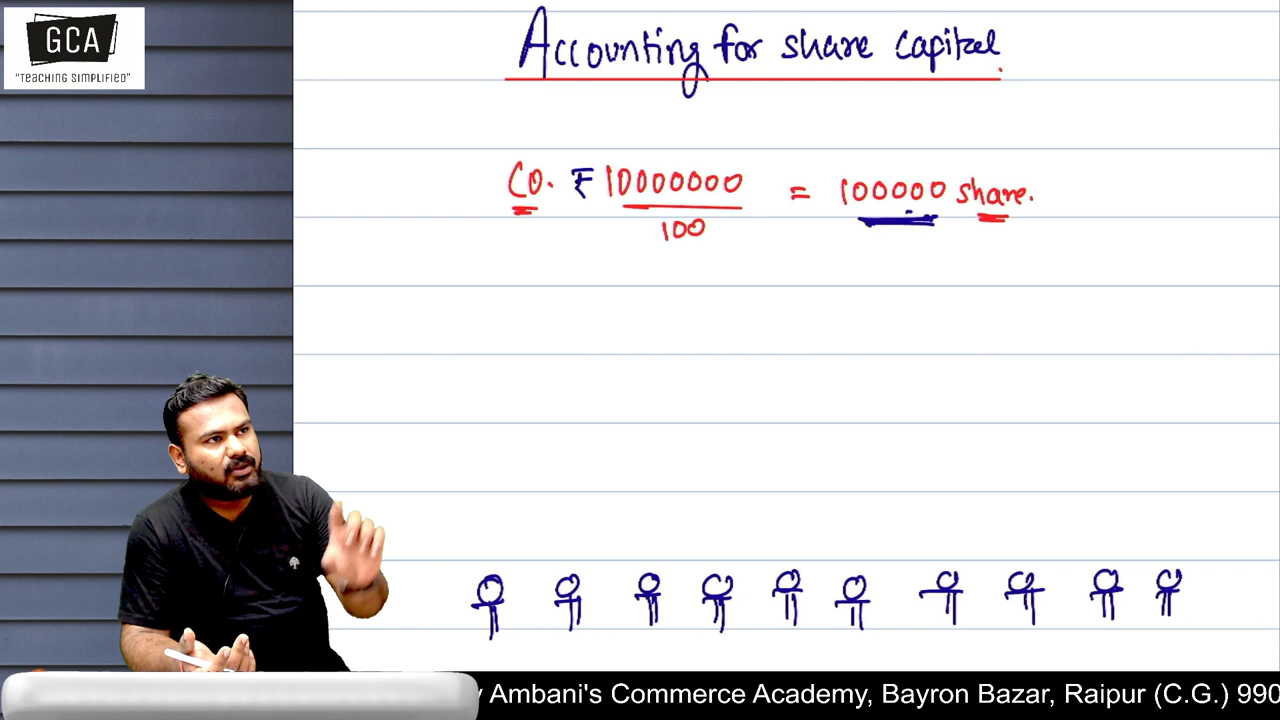 GCA
"TEACHING SIMPLIFIED"
Accounting for share capital
Co. ₹ 10000000 = 100000 share.
100
Ambani's Commerce Academy, Bayron Bazar, Raipur (C.G.) 990